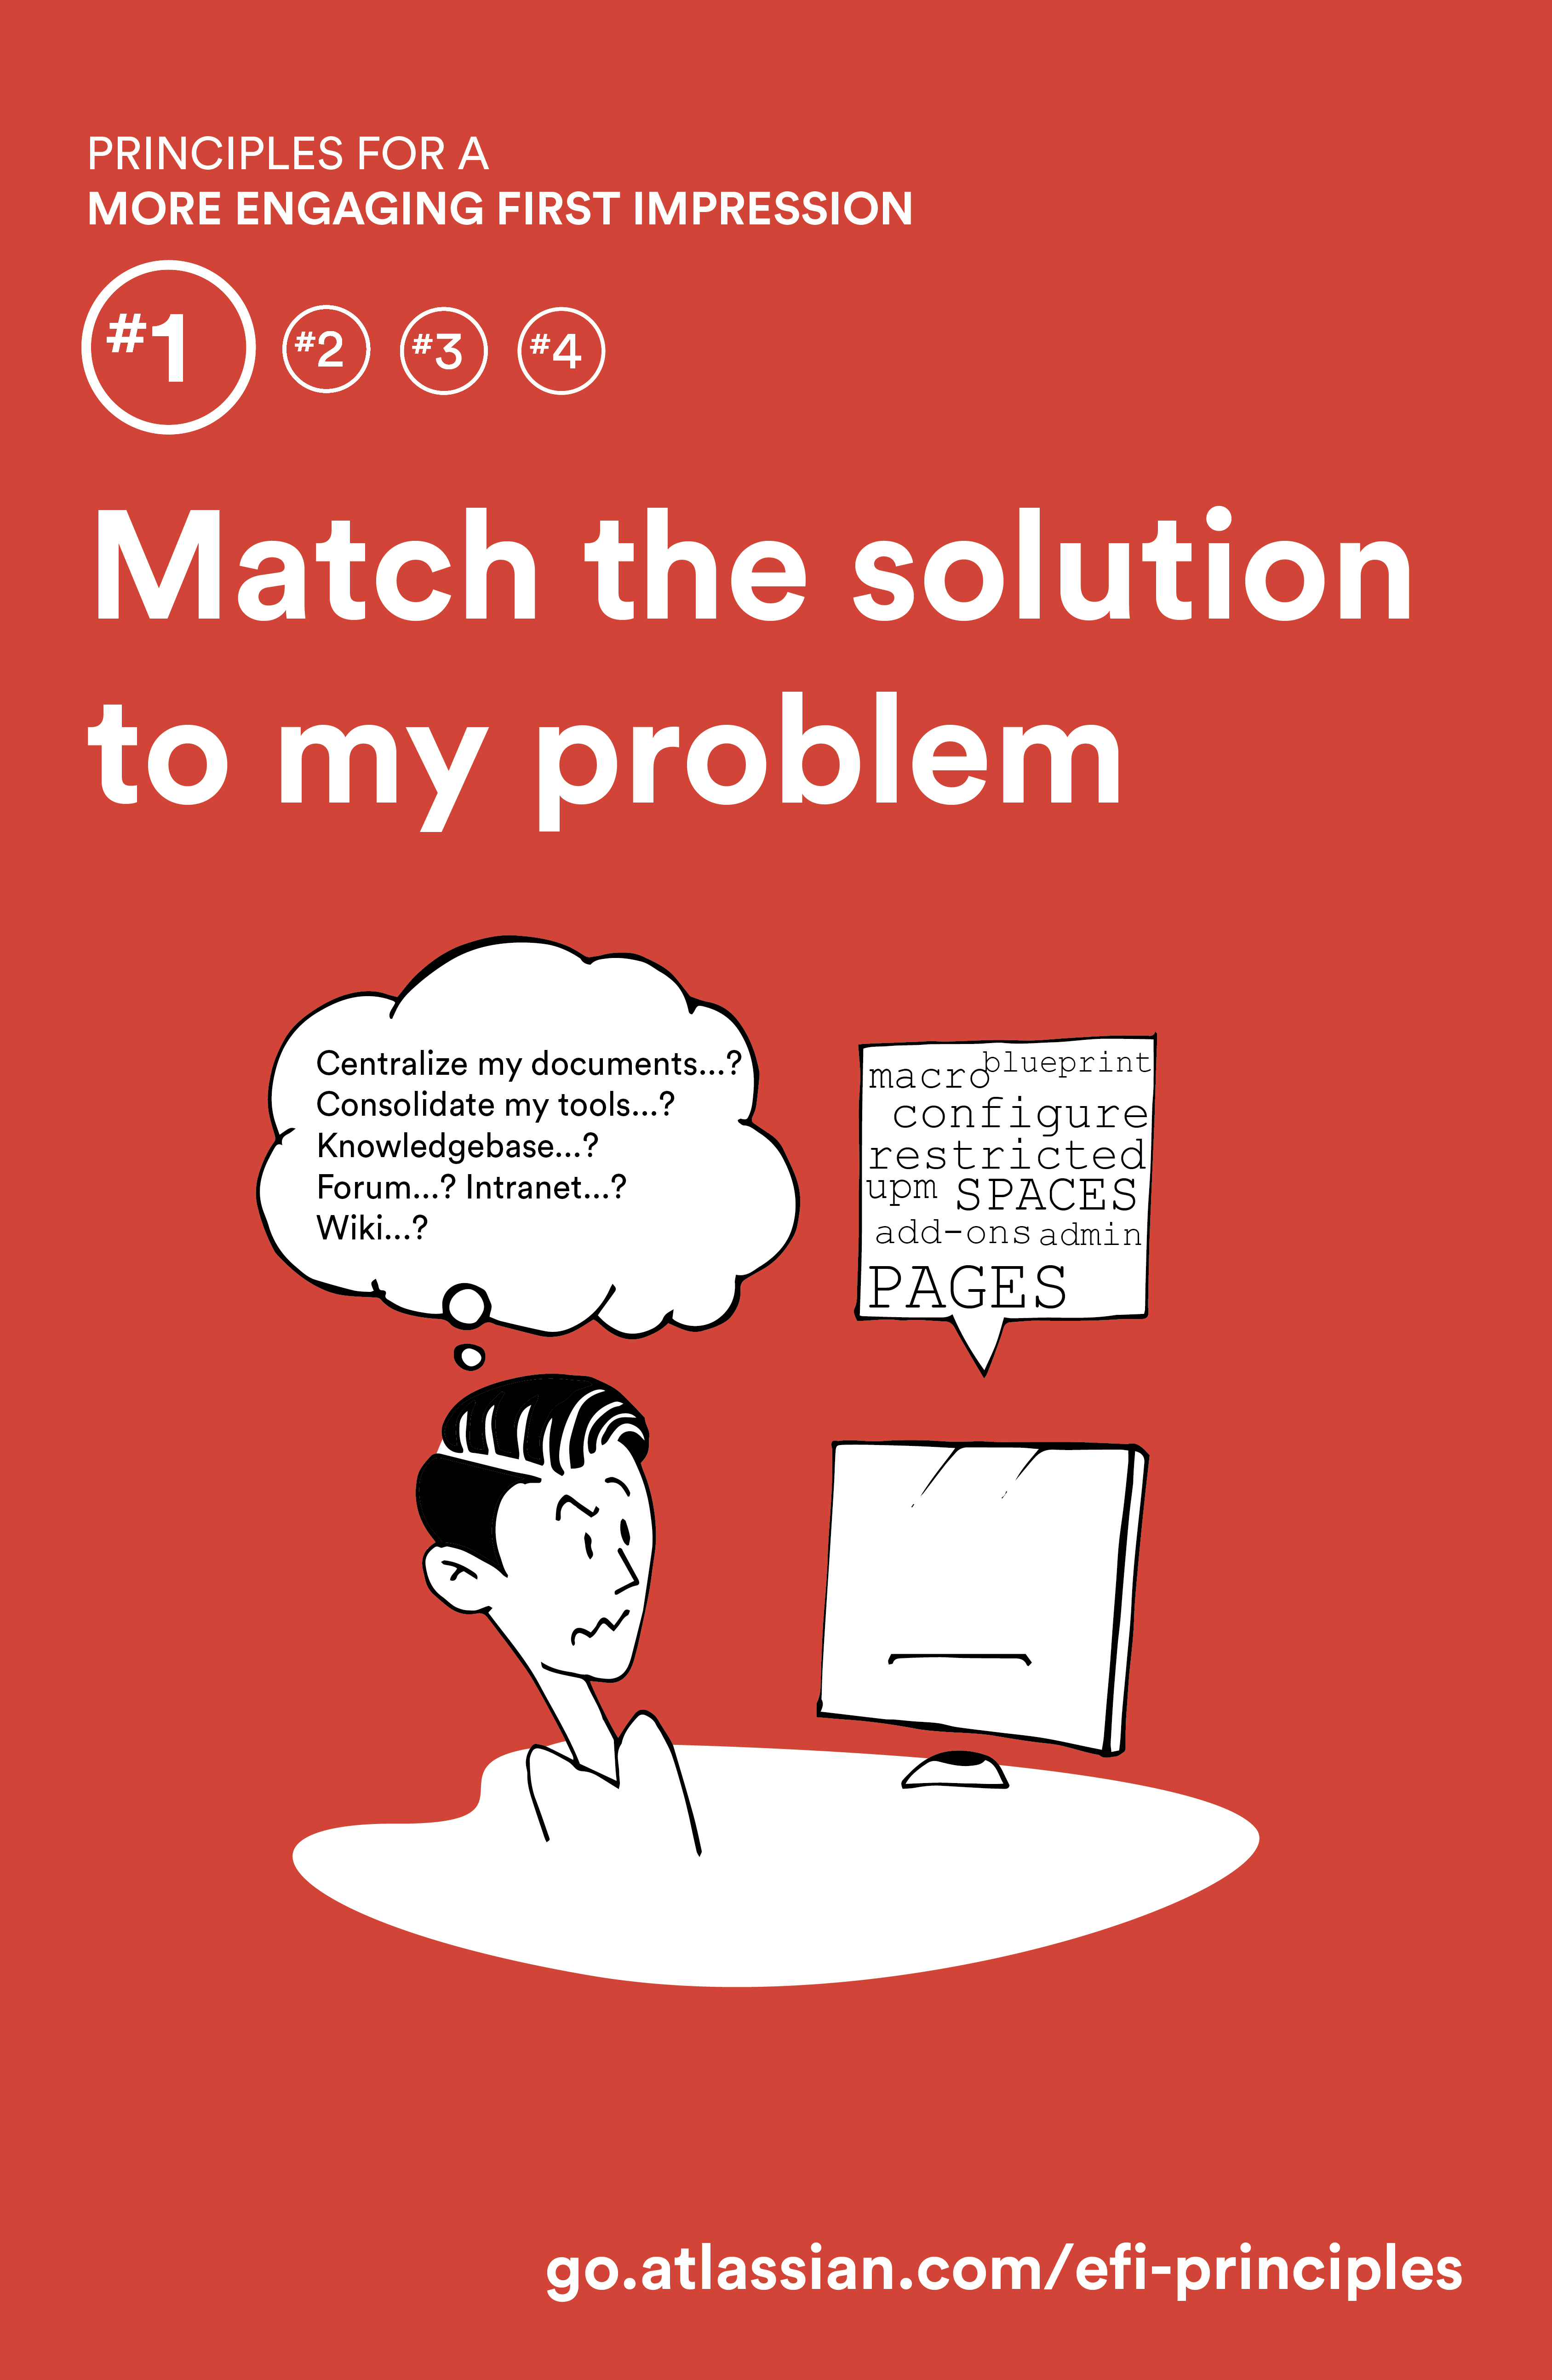 PRINCIPLES FOR A
MORE ENGAGING FIRST IMPRESSION
#1 #2 #3 #4
Match the solution
to my problem
Centralize my documents...?
Consolidate my tools...?
Knowledgebase...?
Forum...? Intranet...?
Wiki...?
macro blueprint
configure
restricted
upm SPACES
add-ons admin
PAGES
go.atlassian.com/efi-principles